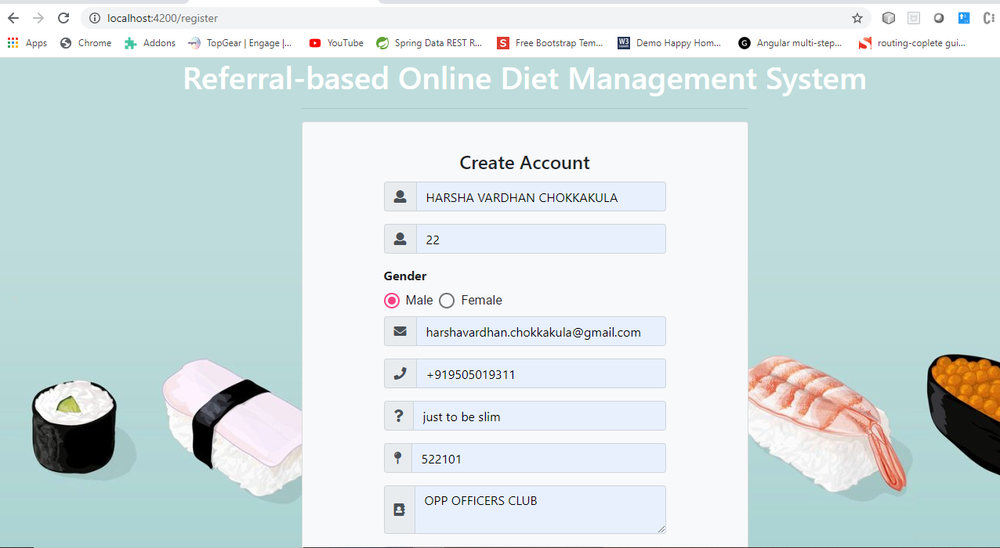 localhost:4200/register
Apps Chrome Addons TopGear | Engage |... YouTube Spring Data REST R... S Free Bootstrap Tem... W3 Demo Happy Hom... G Angular multi-step... routing-coplete gui...
Referral-based Online Diet Management System
Create Account
HARSHA VARDHAN CHOKKAKULA
22
Gender
Male Female
harshavardhan.chokkakula@gmail.com
+919505019311
? just to be slim
522101
OPP OFFICERS CLUB